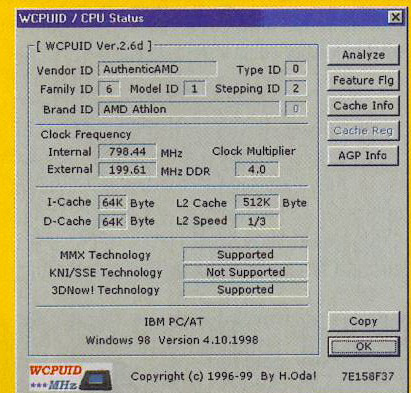 WCPUID / CPU Status
[ WCPUID Ver.2.6d ]
Vendor ID AuthenticAMD Type ID 0
Family ID 6 Model ID 1 Stepping ID 2
Brand ID AMD Athlon 0
Analyze
Feature Flg
Cache Info
Cache Reg
AGP Info
Clock Frequency
Internal 798.44 MHz Clock Multiplier
External 199.61 MHz DDR 4.0
I-Cache 64K Byte L2 Cache 512K Byte
D-Cache 64K Byte L2 Speed 1/3
MMX Technology Supported
KNI/SSE Technology Not Supported
3DNow! Technology Supported
IBM PC/AT
Windows 98 Version 4.10.1998
Copy
OK
WCPUID
***MHz
Copyright (c) 1996-99 By H.Oda!
7E158F37